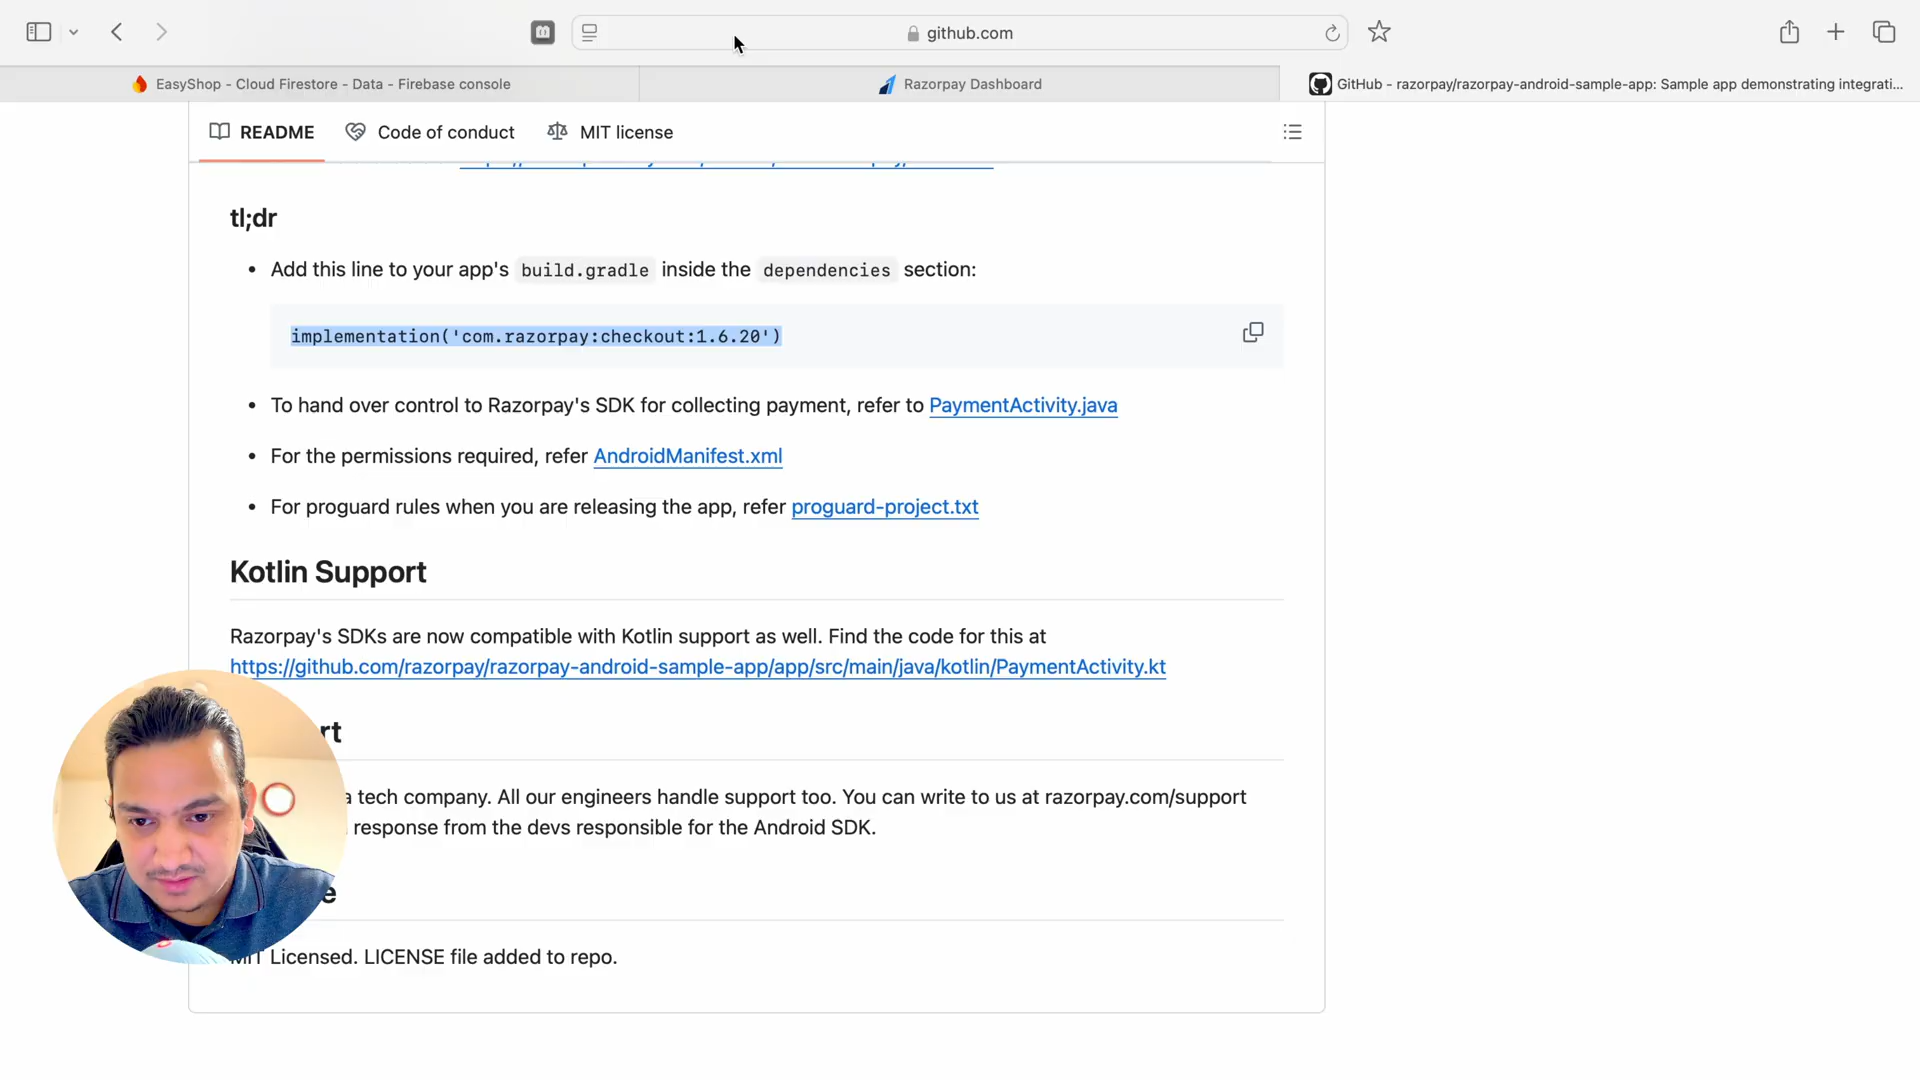 github.com
EasyShop - Cloud Firestore - Data - Firebase console
Razorpay Dashboard
GitHub - razorpay/razorpay-android-sample-app: Sample app demonstrating integrati...
README
Code of conduct
MIT license
tl;dr
• Add this line to your app's build.gradle inside the dependencies section:
implementation('com.razorpay:checkout:1.6.20')
• To hand over control to Razorpay's SDK for collecting payment, refer to PaymentActivity.java
• For the permissions required, refer AndroidManifest.xml
• For proguard rules when you are releasing the app, refer proguard-project.txt
Kotlin Support
Razorpay's SDKs are now compatible with Kotlin support as well. Find the code for this at
https://github.com/razorpay/razorpay-android-sample-app/app/src/main/java/kotlin/PaymentActivity.kt
rt
a tech company. All our engineers handle support too. You can write to us at razorpay.com/support
response from the devs responsible for the Android SDK.
e
MIT Licensed. LICENSE file added to repo.